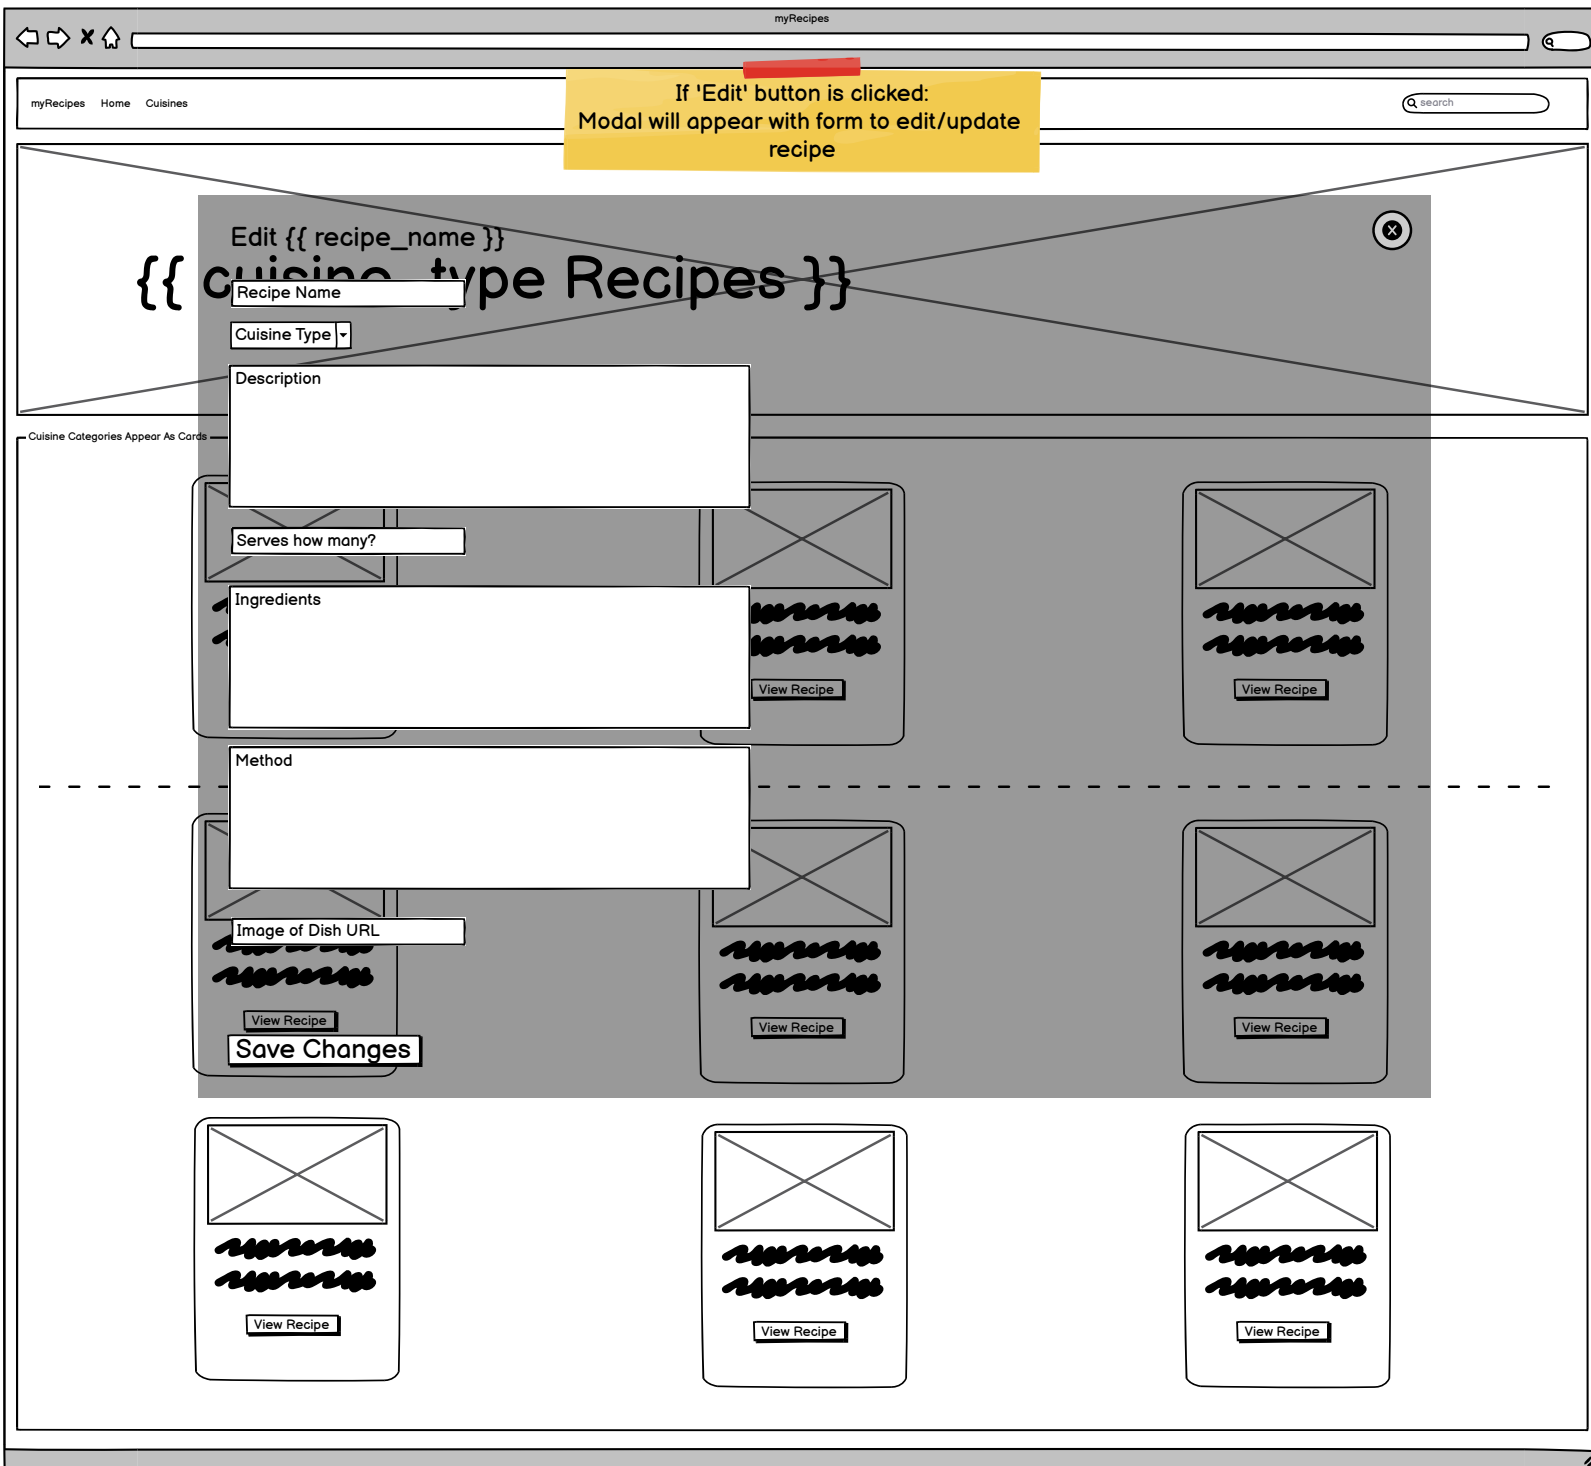 myRecipes
myRecipes Home Cuisines
search
If 'Edit' button is clicked:
Modal will appear with form to edit/update
recipe
Edit {{ recipe_name }}
{{ cuisine_type Recipes }}
Recipe Name
Cuisine Type
Description
Cuisine Categories Appear As Cards
Serves how many?
Ingredients
View Recipe
View Recipe
Method
Image of Dish URL
View Recipe
View Recipe
View Recipe
Save Changes
View Recipe
View Recipe
View Recipe